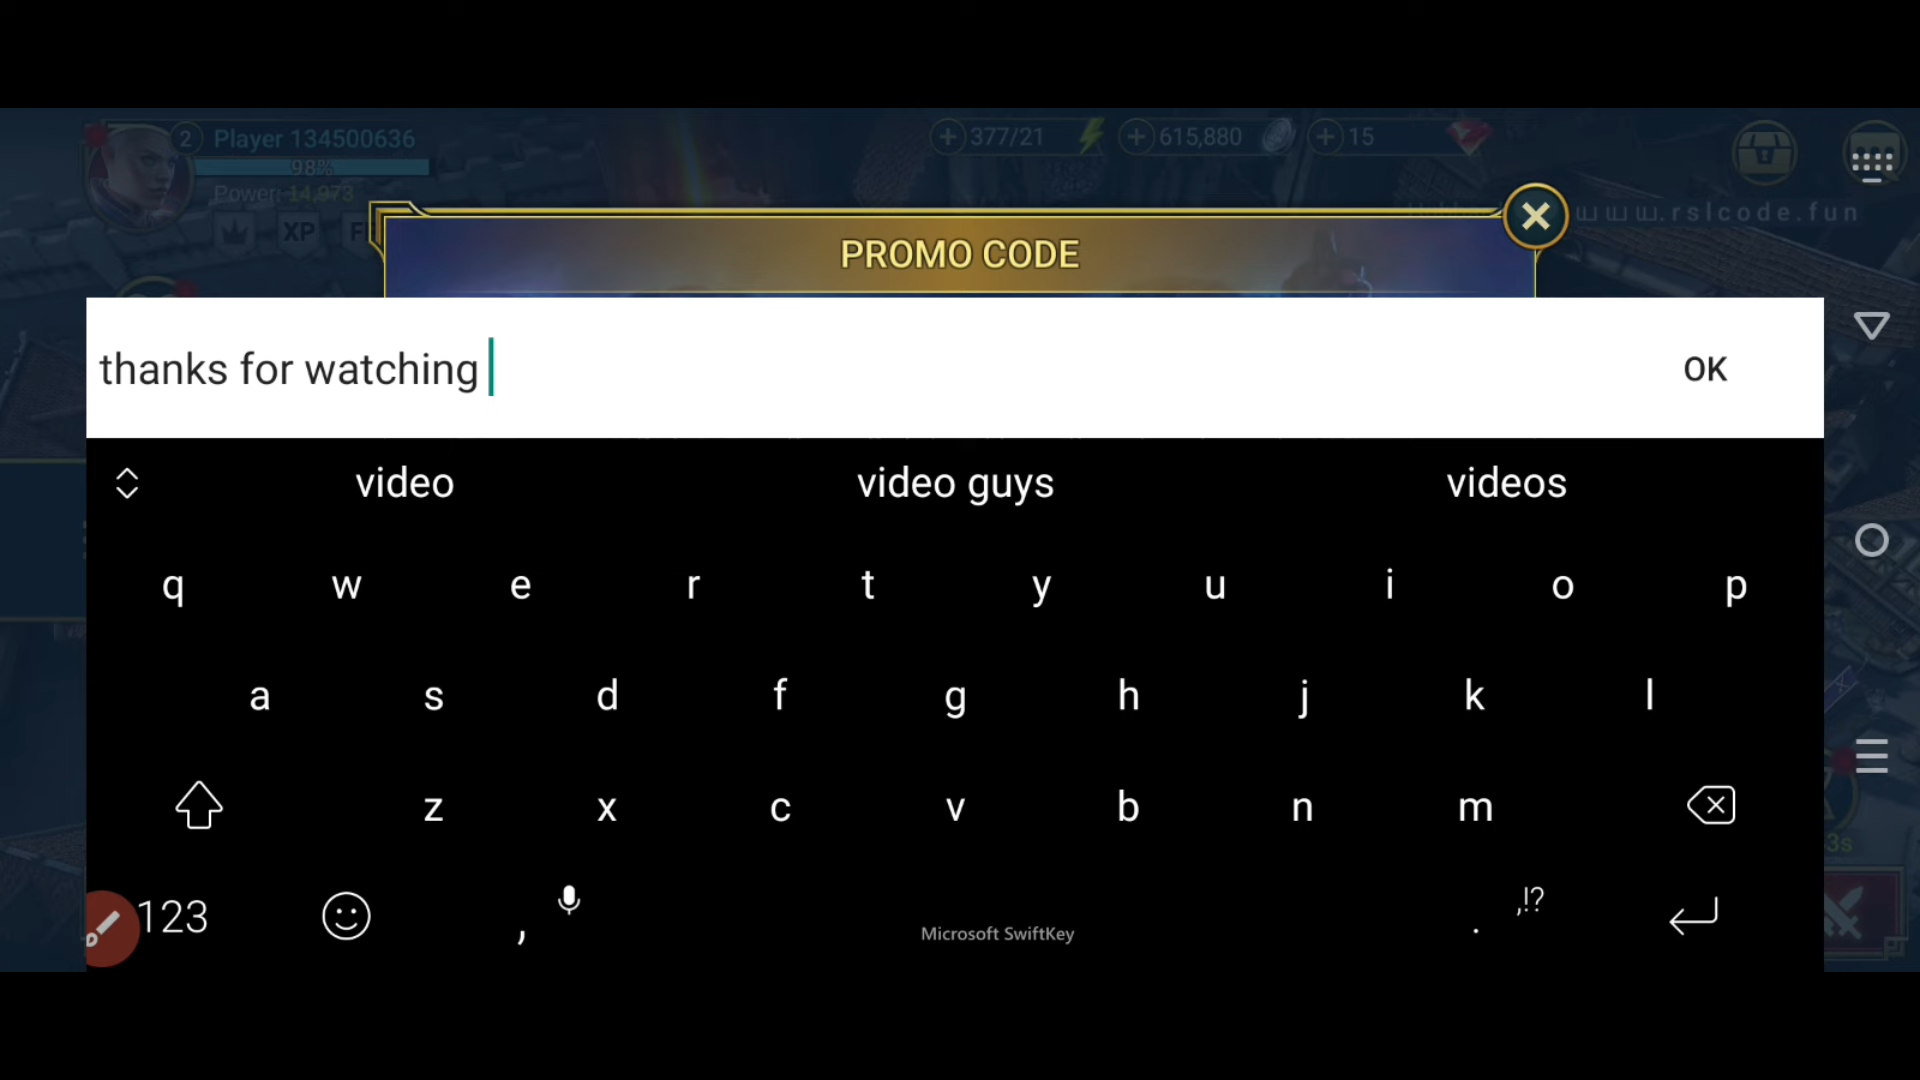 2 Player 134500636
377/21
615,880
15
98%
Power: 14,973
XP
www.rslcode.fun
PROMO CODE
thanks for watching
OK
video video guys videos
q w e r t y u i o p
a s d f g h j k l
z x c v b n m
123 , Microsoft SwiftKey . ,!?
3s